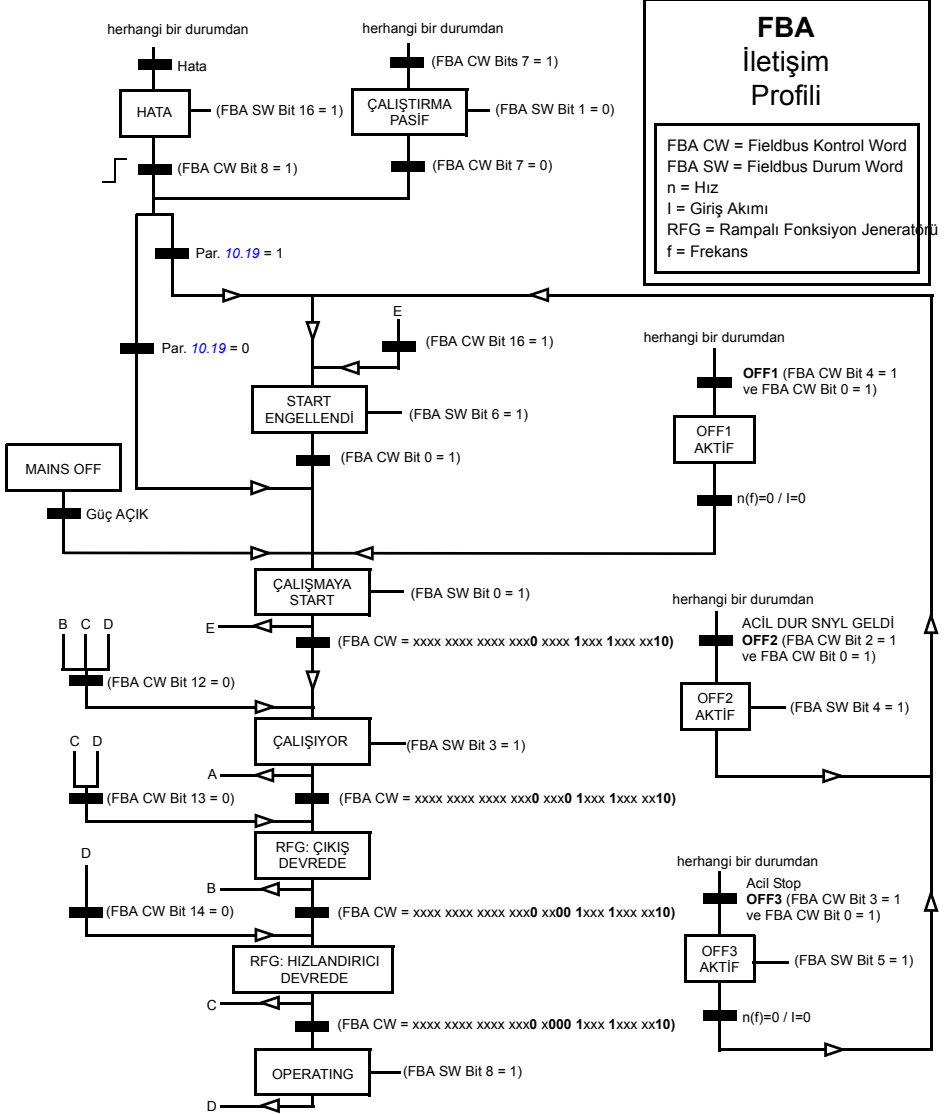 FBA
İletişim
Profili
FBA CW = Fieldbus Kontrol Word
FBA SW = Fieldbus Durum Word
n = Hız
I = Giriş Akımı
RFG = Rampalı Fonksiyon Jeneratörü
f = Frekans
herhangi bir durumdan
Hata
HATA
(FBA SW Bit 16 = 1)
(FBA CW Bit 8 = 1)
herhangi bir durumdan
(FBA CW Bits 7 = 1)
ÇALIŞTIRMA
PASİF
(FBA SW Bit 1 = 0)
(FBA CW Bit 7 = 0)
Par. 10.19 = 1
Par. 10.19 = 0
E
(FBA CW Bit 16 = 1)
START
ENGELLENDİ
(FBA SW Bit 6 = 1)
(FBA CW Bit 0 = 1)
MAINS OFF
Güç AÇIK
herhangi bir durumdan
OFF1 (FBA CW Bit 4 = 1
ve FBA CW Bit 0 = 1)
OFF1
AKTİF
n(f)=0 / I=0
ÇALIŞMAYA
START
(FBA SW Bit 0 = 1)
E
(FBA CW = xxxx xxxx xxxx xxx0 xxxx 1xxx 1xxx xx10)
B C D
(FBA CW Bit 12 = 0)
herhangi bir durumdan
ACİL DUR SNYL GELDİ
OFF2 (FBA CW Bit 2 = 1
ve FBA CW Bit 0 = 1)
OFF2
AKTİF
(FBA SW Bit 4 = 1)
ÇALIŞIYOR
(FBA SW Bit 3 = 1)
A
C D
(FBA CW Bit 13 = 0)
(FBA CW = xxxx xxxx xxxx xxx0 xxx0 1xxx 1xxx xx10)
RFG: ÇIKIŞ
DEVREDE
D
B
(FBA CW Bit 14 = 0)
(FBA CW = xxxx xxxx xxxx xxx0 xx00 1xxx 1xxx xx10)
herhangi bir durumdan
Acil Stop
OFF3 (FBA CW Bit 3 = 1
ve FBA CW Bit 0 = 1)
OFF3
AKTİF
(FBA SW Bit 5 = 1)
n(f)=0 / I=0
RFG: HIZLANDIRICI
DEVREDE
C
(FBA CW = xxxx xxxx xxxx xxx0 x000 1xxx 1xxx xx10)
OPERATING
(FBA SW Bit 8 = 1)
D